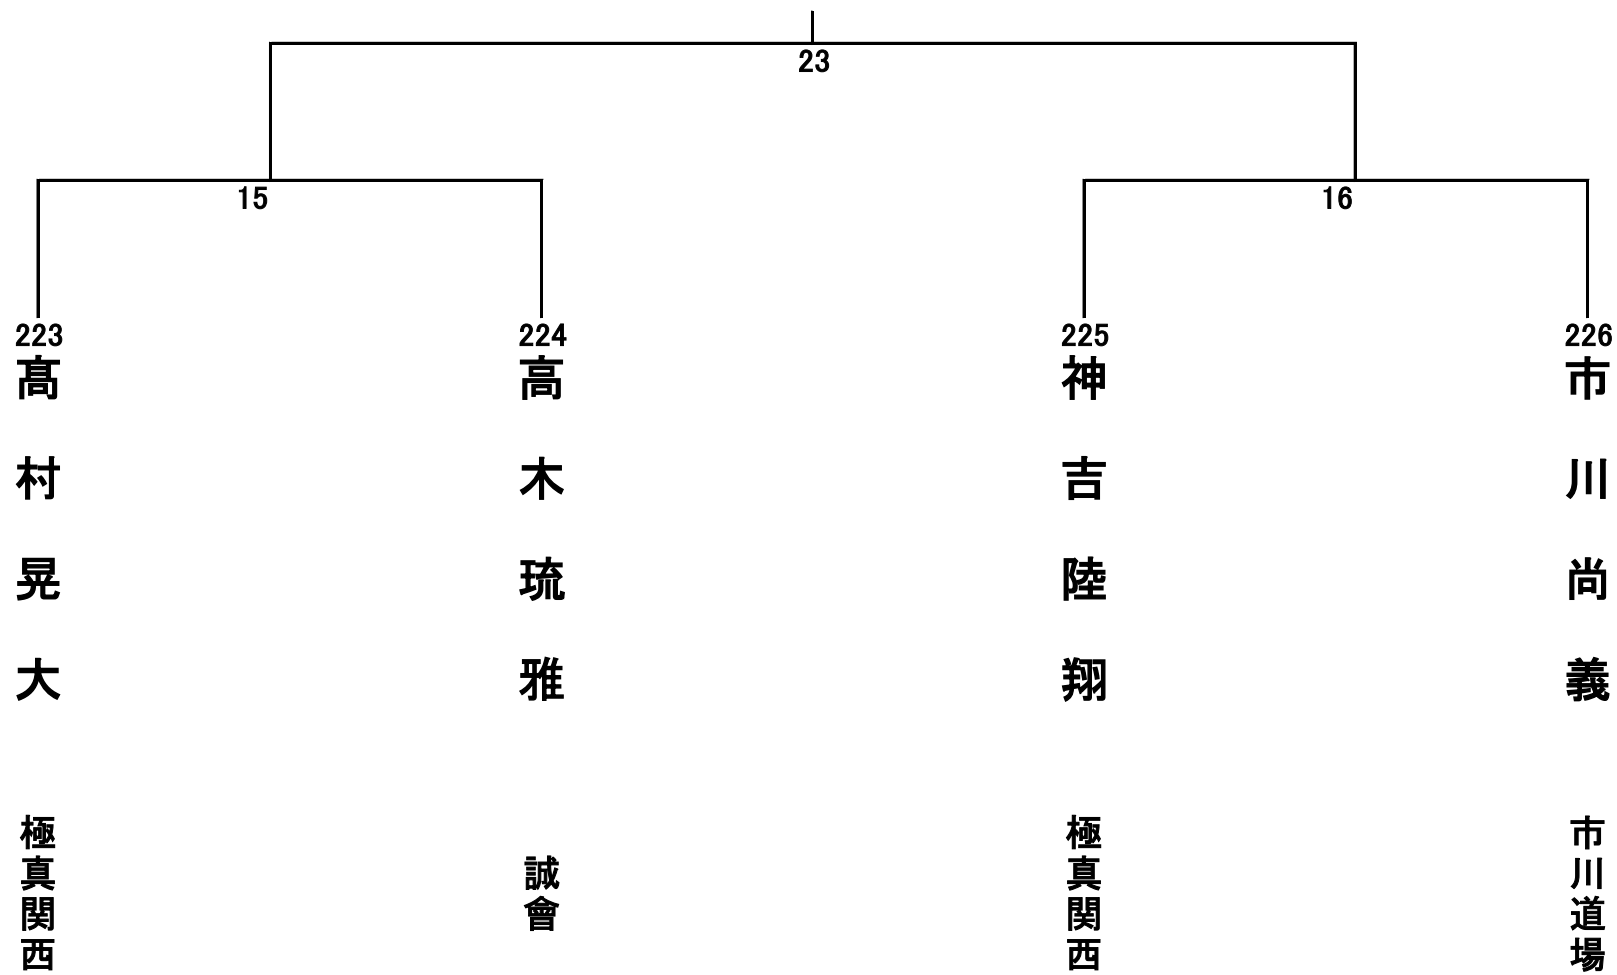 23
15
16
223
髙村晃大
極真関西
224
高木琉雅
誠會
225
神吉陸翔
極真関西
226
市川尚義
市川道場